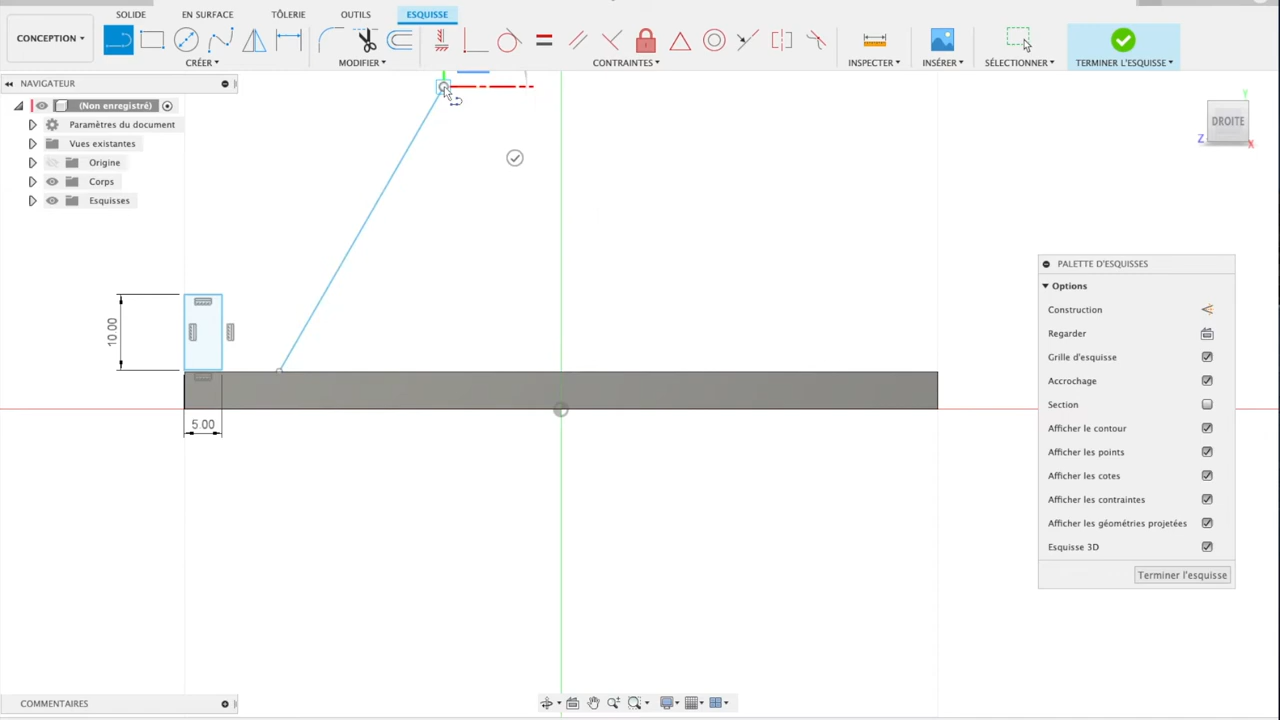 SOLIDE EN SURFACE TÔLERIE OUTILS ESQUISSE
CONCEPTION
CRÉER MODIFIER CONTRAINTES INSPECTER INSÉRER SÉLECTIONNER TERMINER L'ESQUISSE
NAVIGATEUR
(Non enregistré)
Paramètres du document
Vues existantes
Origine
Corps
Esquisses
Y
DROITE
Z
X
10.00
5.00
PALETTE D'ESQUISSES
Options
Construction
Regarder
Grille d'esquisse
Accrochage
Section
Afficher le contour
Afficher les points
Afficher les cotes
Afficher les contraintes
Afficher les géométries projetées
Esquisse 3D
Terminer l'esquisse
COMMENTAIRES